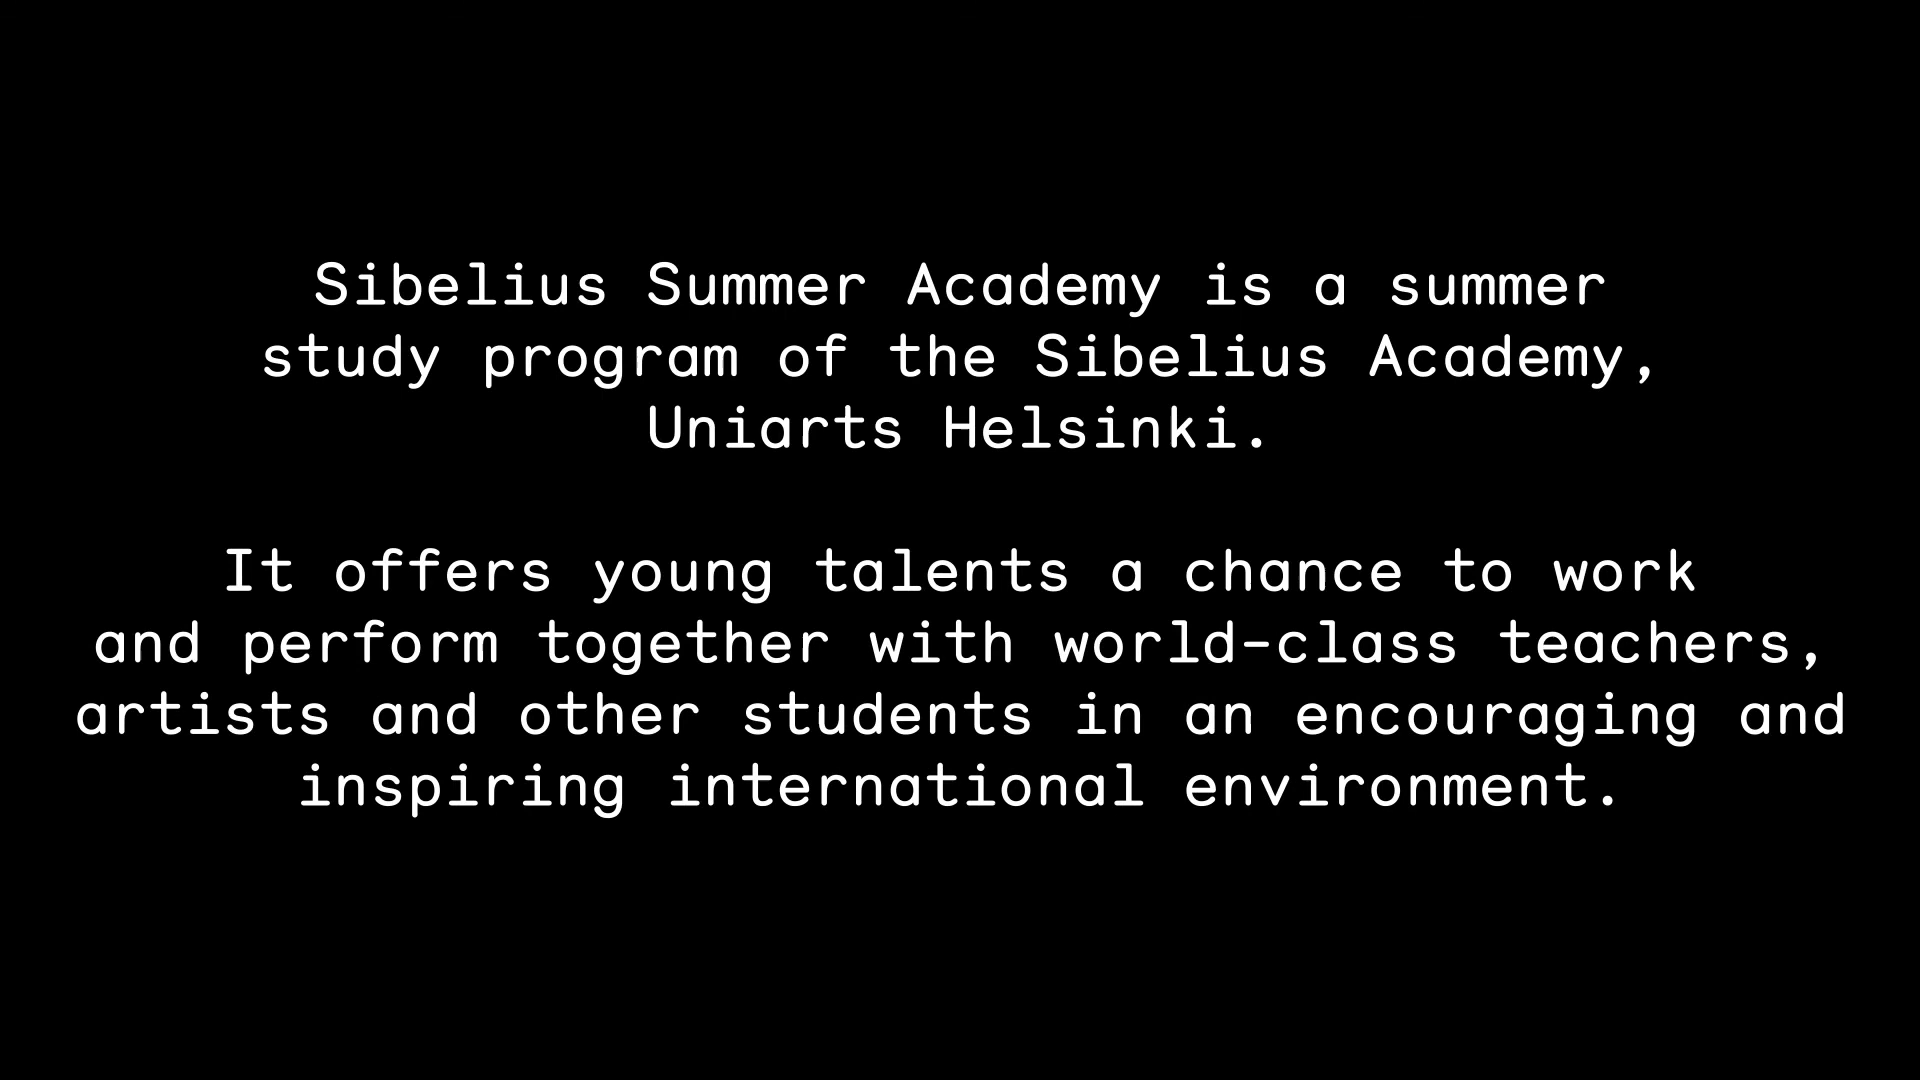 Sibelius Summer Academy is a summer
study program of the Sibelius Academy,
Uniarts Helsinki.
It offers young talents a chance to work
and perform together with world-class teachers,
artists and other students in an encouraging and
inspiring international environment.